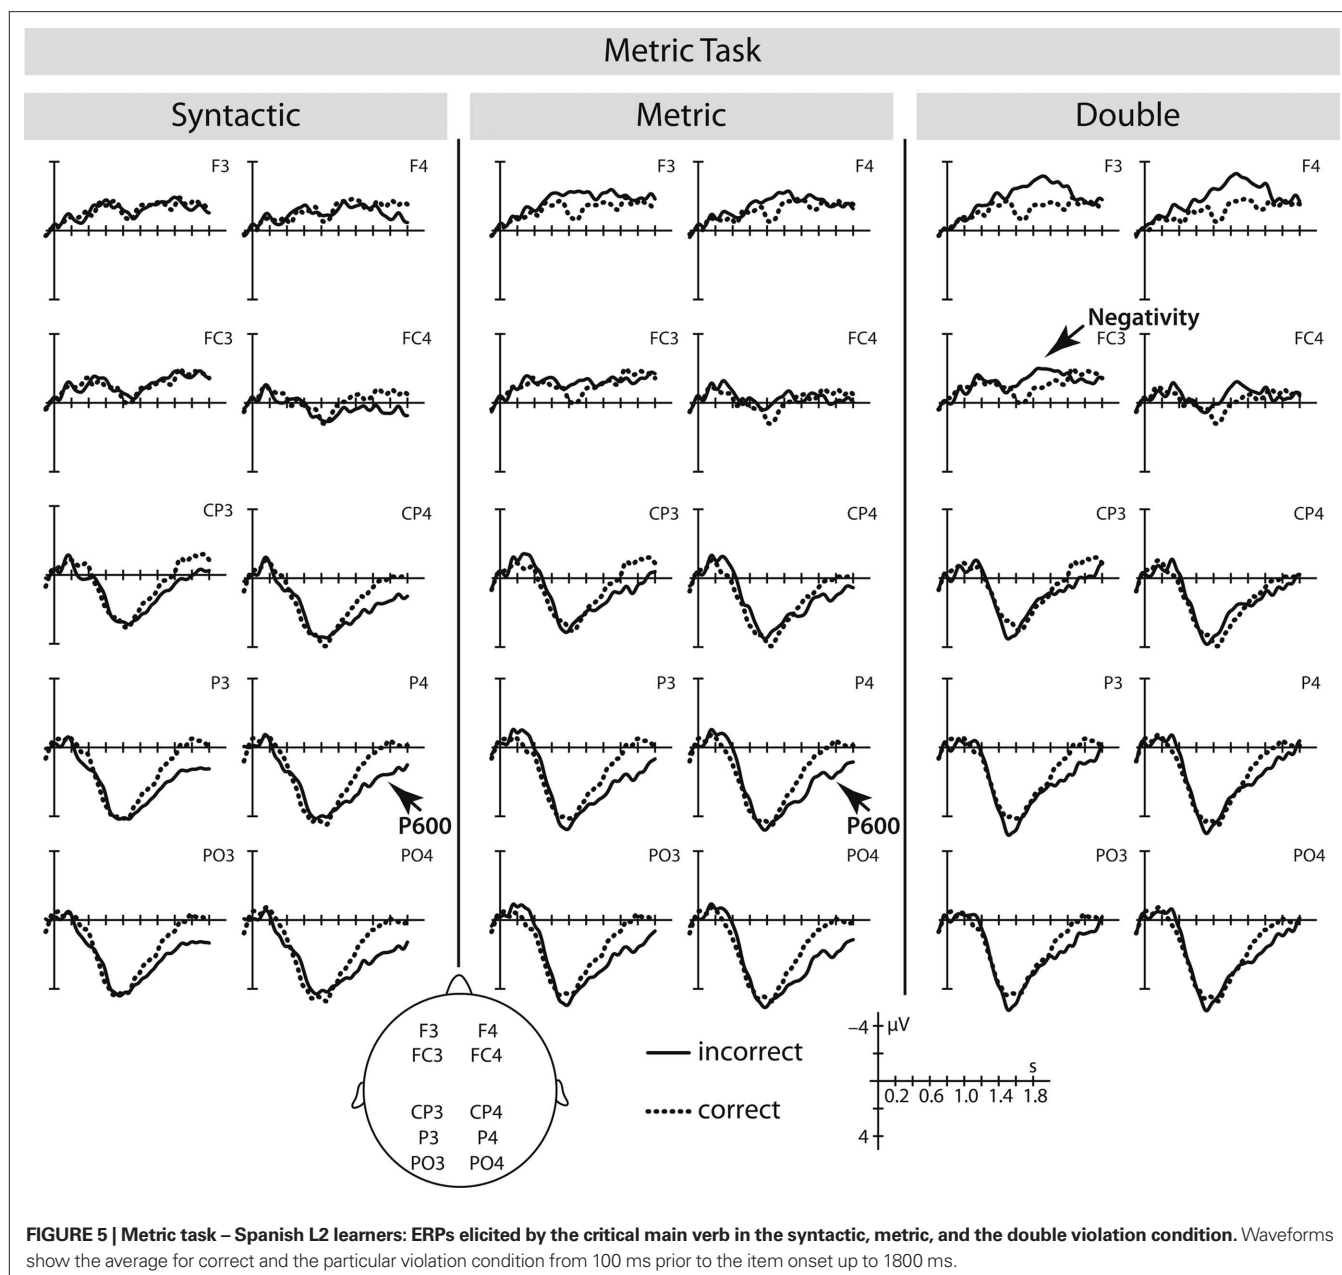 Metric Task
Syntactic Metric Double
F3 F4 F3 F4 F3 F4
Negativity
FC3 FC4 FC3 FC4 FC3 FC4
CP3 CP4 CP3 CP4 CP3 CP4
P3 P4 P3 P4 P3 P4
P600 P600
PO3 PO4 PO3 PO4 PO3 PO4
F3 F4
FC3 FC4
CP3 CP4
P3 P4
PO3 PO4
incorrect
correct
−4 µV
s
0.2 0.6 1.0 1.4 1.8
4
FIGURE 5 | Metric task – Spanish L2 learners: ERPs elicited by the critical main verb in the syntactic, metric, and the double violation condition. Waveforms
show the average for correct and the particular violation condition from 100 ms prior to the item onset up to 1800 ms.